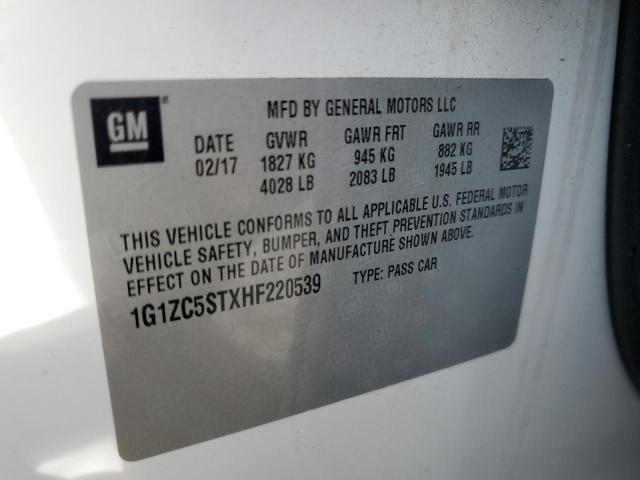 GM
MFD BY GENERAL MOTORS LLC
DATE GVWR GAWR FRT GAWR RR
02/17 1827 KG 945 KG 882 KG
4028 LB 2083 LB 1945 LB
THIS VEHICLE CONFORMS TO ALL APPLICABLE U.S. FEDERAL MOTOR
VEHICLE SAFETY, BUMPER, AND THEFT PREVENTION STANDARDS IN
EFFECT ON THE DATE OF MANUFACTURE SHOWN ABOVE.
1G1ZC5STXHF220539 TYPE: PASS CAR